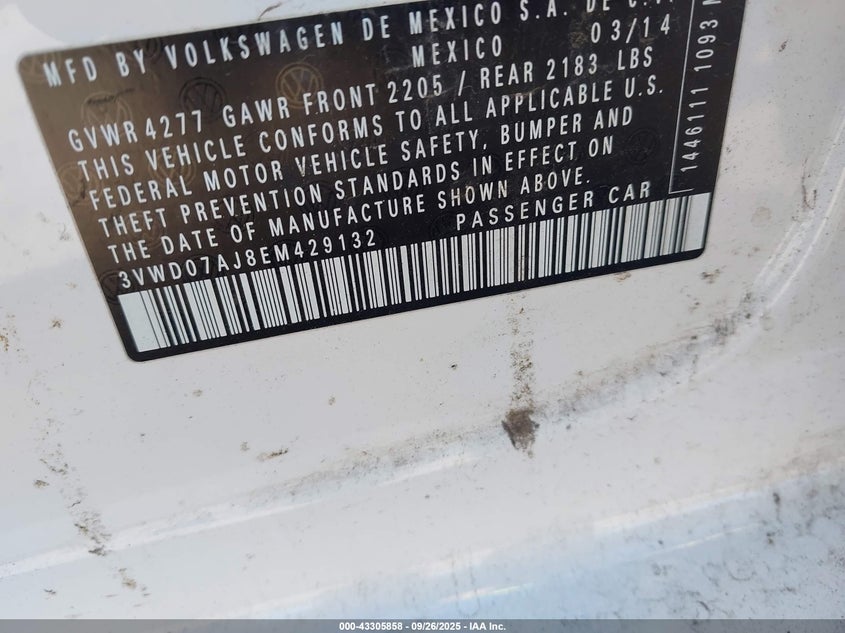 MFD BY VOLKSWAGEN DE MEXICO S.A. DE C.V.
MEXICO 03/14
GVWR 4277 GAWR FRONT 2205 / REAR 2183 LBS
THIS VEHICLE CONFORMS TO ALL APPLICABLE U.S.
FEDERAL MOTOR VEHICLE SAFETY, BUMPER AND
THEFT PREVENTION STANDARDS IN EFFECT ON
THE DATE OF MANUFACTURE SHOWN ABOVE.
3VWD07AJ8EM429132 PASSENGER CAR
1446111 1093
000-43305858 - 09/26/2025 - IAA Inc.